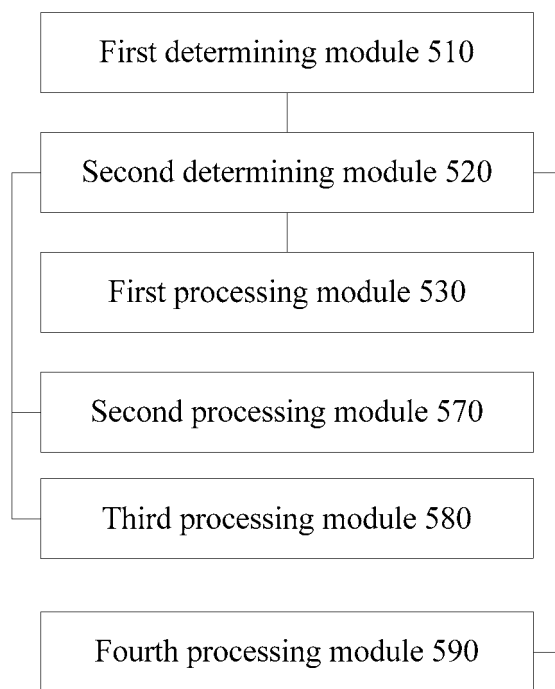 First determining module 510
Second determining module 520
First processing module 530
Second processing module 570
Third processing module 580
Fourth processing module 590